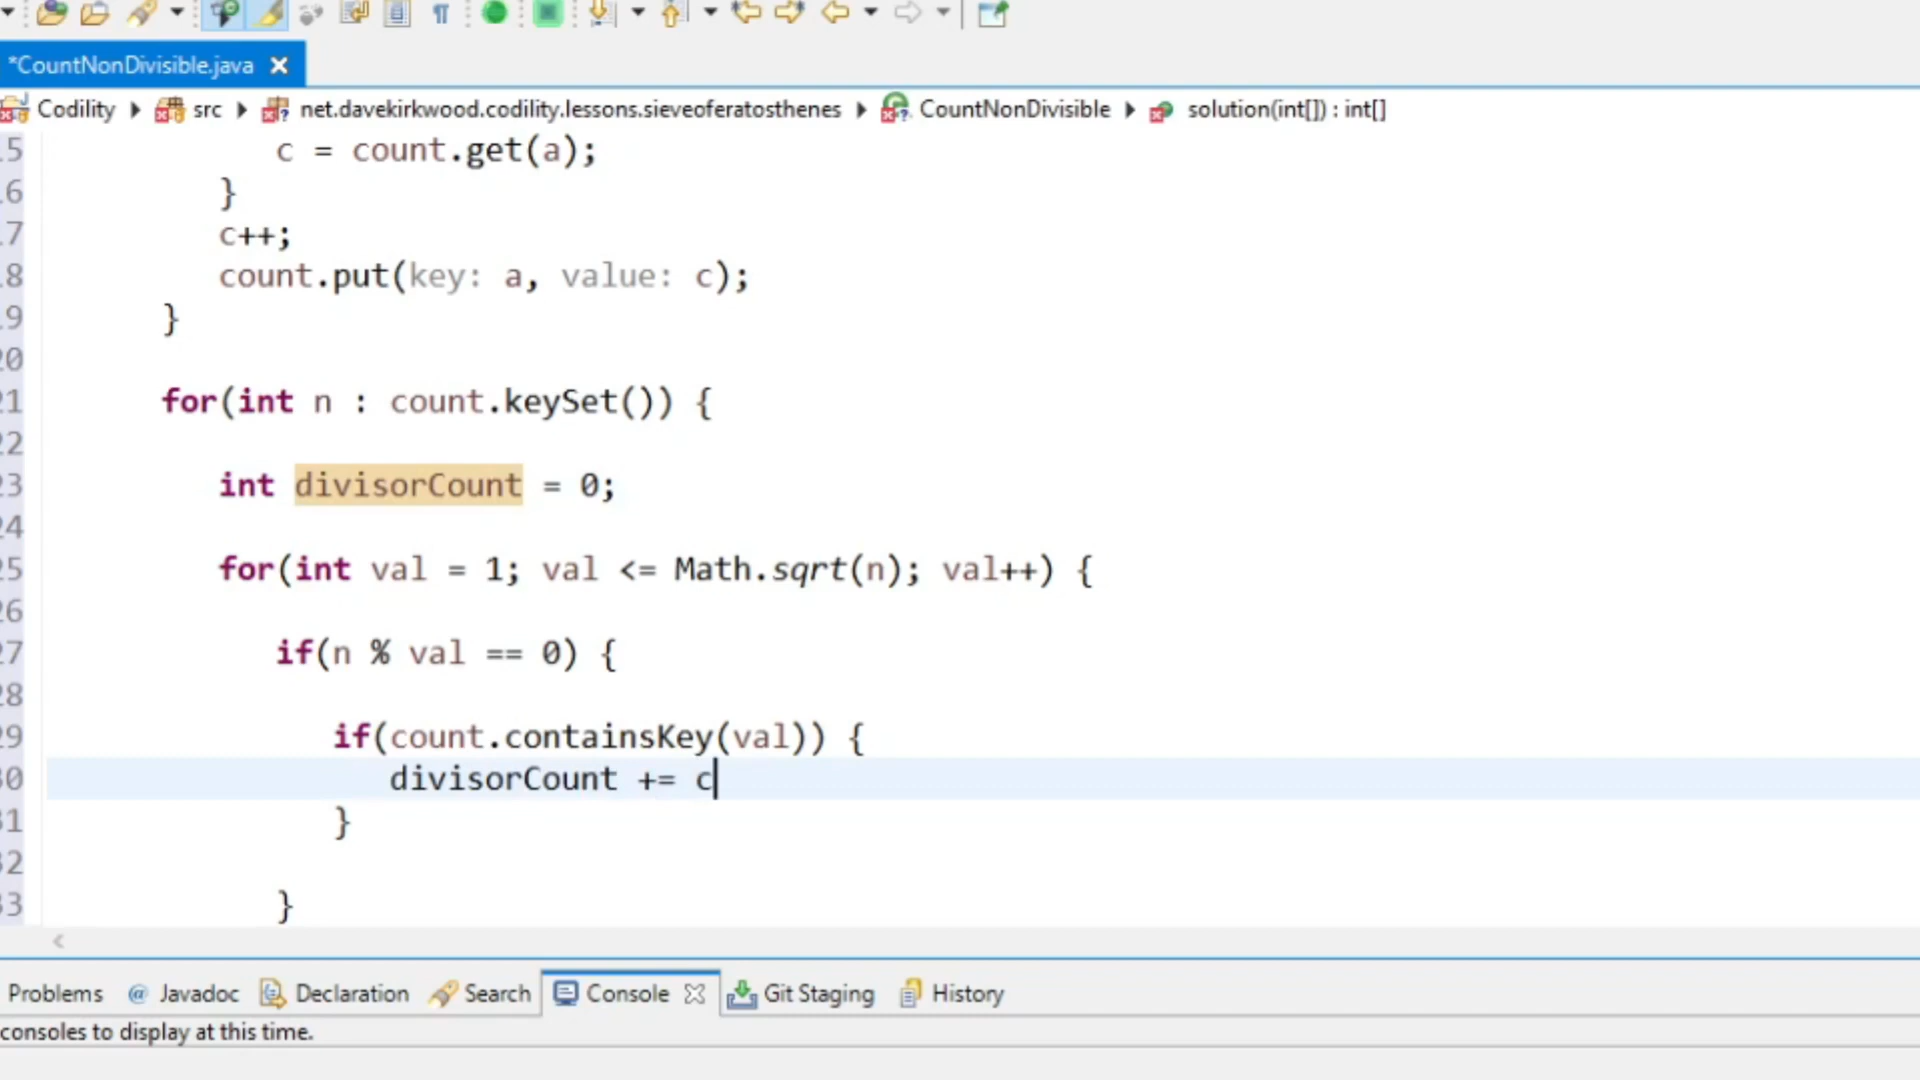 *CountNonDivisible.java
Codility src net.davekirkwood.codility.lessons.sieveoferatosthenes CountNonDivisible solution(int[]) : int[]
5 c = count.get(a);
6 }
7 c++;
8 count.put(key: a, value: c);
9 }
20
21 for(int n : count.keySet()) {
22
23 int divisorCount = 0;
24
25 for(int val = 1; val <= Math.sqrt(n); val++) {
26
27 if(n % val == 0) {
28
29 if(count.containsKey(val)) {
30 divisorCount += c
31 }
32
33 }
Problems @ Javadoc Declaration Search Console Git Staging History
consoles to display at this time.